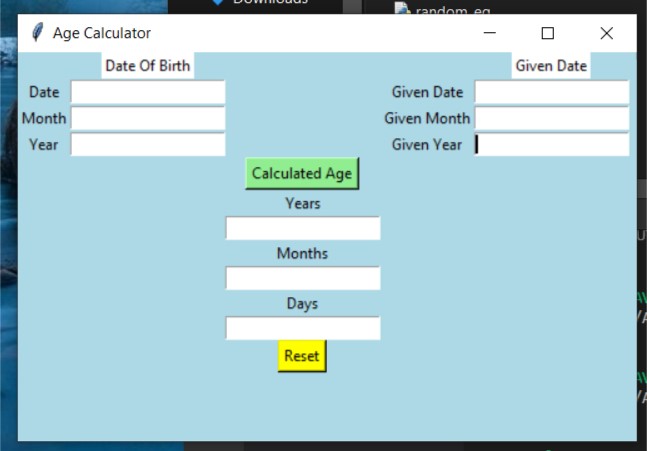 Downloads
random_eq
Age Calculator
Date Of Birth
Given Date
Date
Given Date
Month
Given Month
Year
Given Year
Calculated Age
Years
Months
Days
Reset